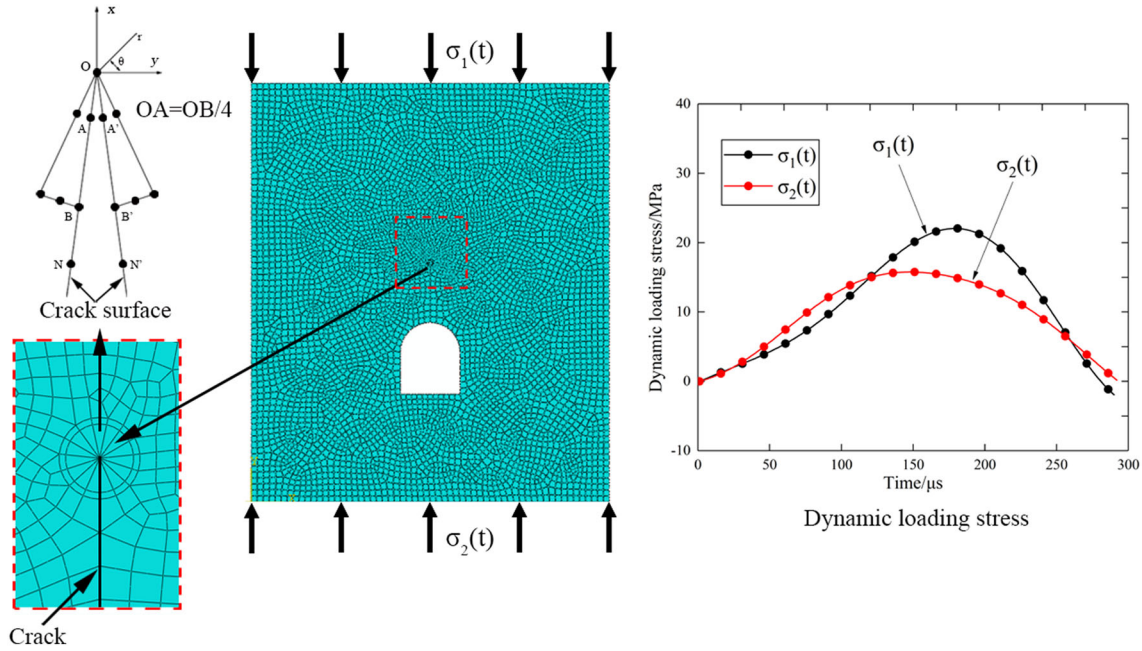 x
r
θ
O
y
OA=OB/4
A
A'
B
B'
N
N'
Crack surface
Crack
σ₁(t)
σ₂(t)
40
30
20
10
0
-10
Dynamic loading stress/MPa
σ₁(t)
σ₂(t)
σ₁(t)
σ₂(t)
0
50
100
150
200
250
300
Time/μs
Dynamic loading stress